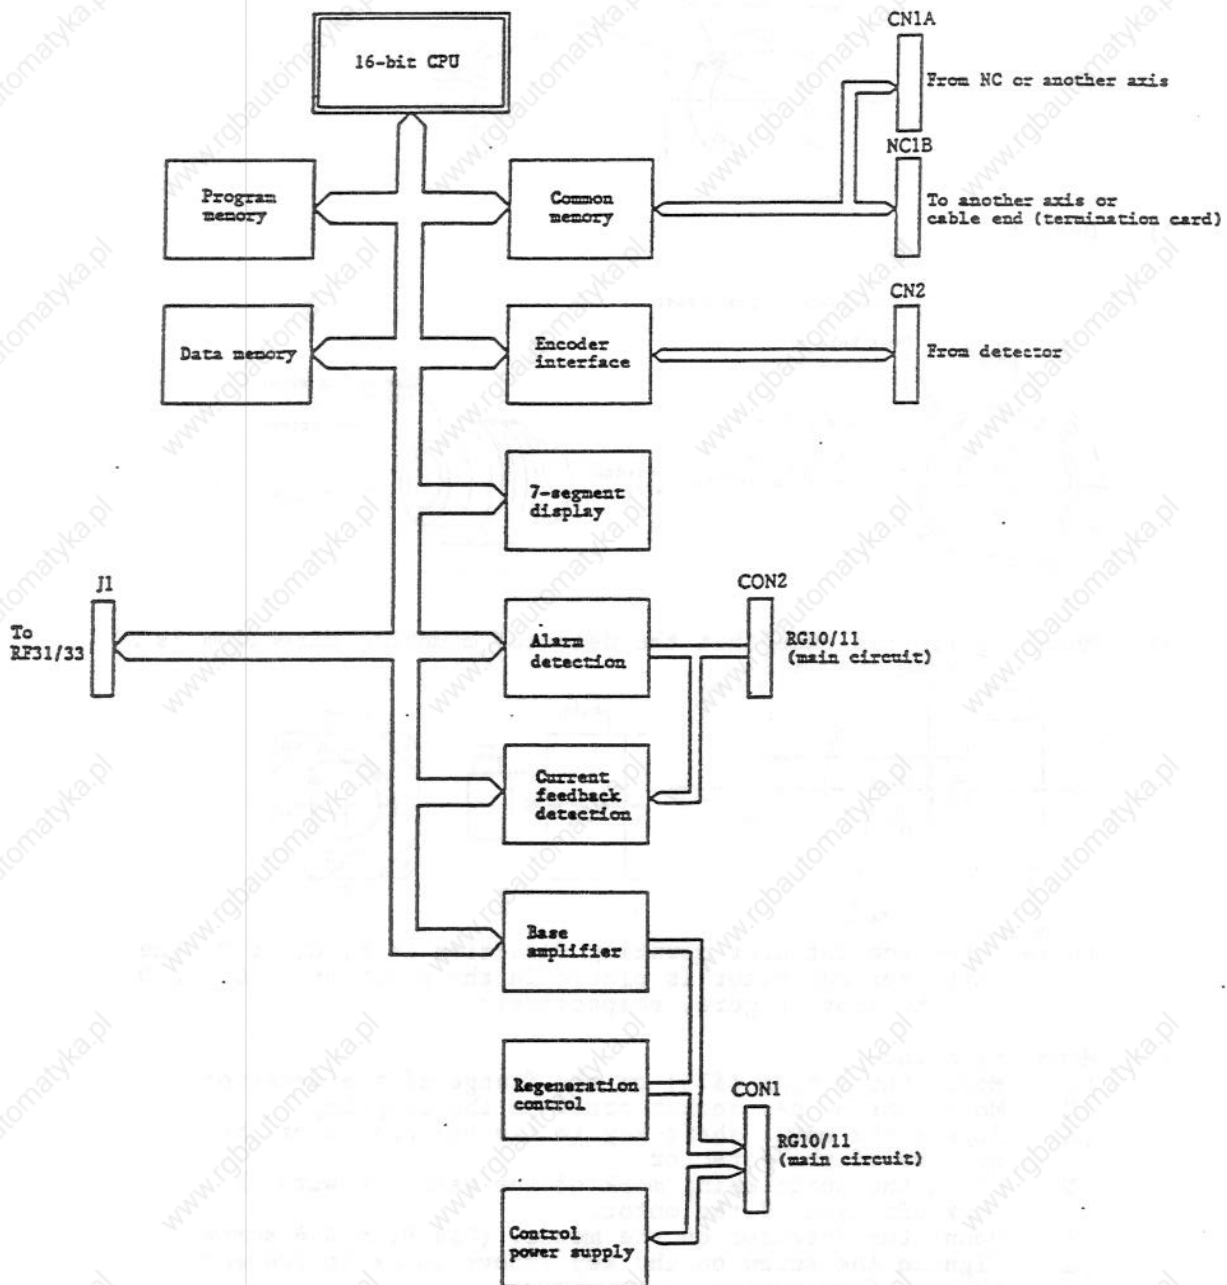 CN1A
16-bit CPU
From NC or another axis
NC1B
Program
memory
Common
memory
To another axis or
cable end (termination card)
CN2
Data memory
Encoder
interface
From detector
7-segment
display
J1
CON2
To
RF31/33
Alarm
detection
RG10/11
(main circuit)
Current
feedback
detection
Base
amplifier
Regeneration
control
CON1
RG10/11
(main circuit)
Control
power supply
www.rgbautomatyka.pl